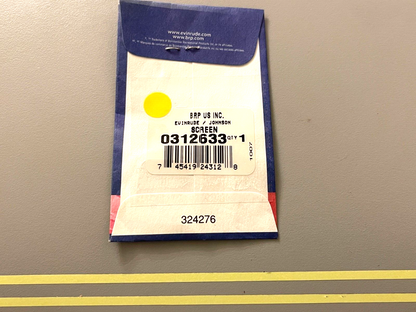 www.evinrude.com
www.brp.com
BRP US INC.
EVINRUDE / JOHNSON
SCREEN
0312633 QTY 1
1007
7 45419 24312 8
324276